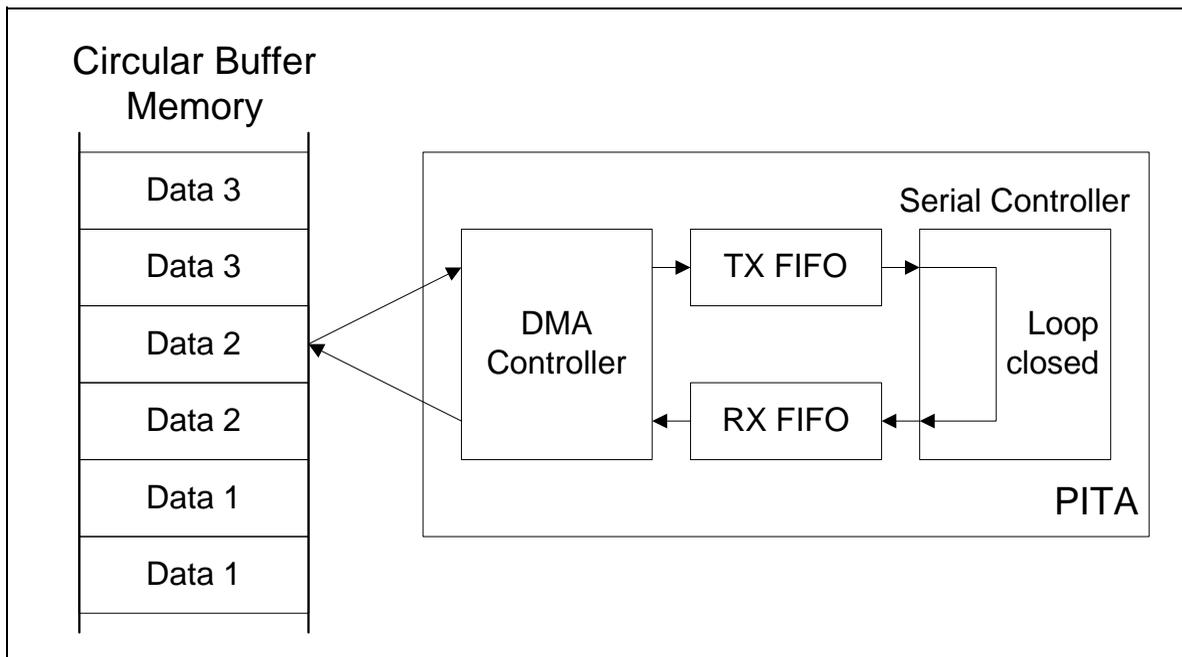 Circular Buffer
Memory
Data 3
Data 3
Data 2
Data 2
Data 1
Data 1
DMA
Controller
TX FIFO
RX FIFO
Serial Controller
Loop
closed
PITA